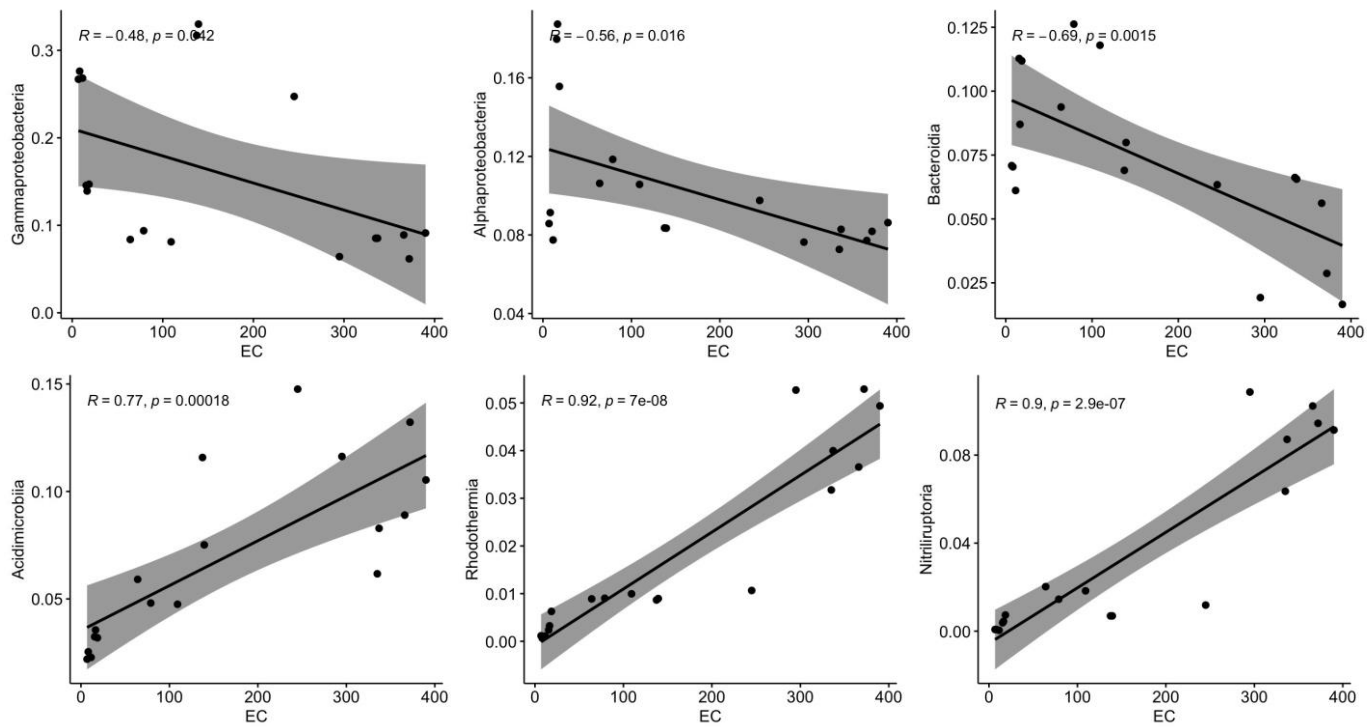 R = −0.48, p = 0.042
Gammaproteobacteria
0.3
0.2
0.1
0.0
0 100 200 300 400
EC
R = −0.56, p = 0.016
Alphaproteobacteria
0.16
0.12
0.08
0.04
0 100 200 300 400
EC
R = −0.69, p = 0.0015
Bacteroidia
0.125
0.100
0.075
0.050
0.025
0 100 200 300 400
EC
R = 0.77, p = 0.00018
Acidimicrobiia
0.15
0.10
0.05
0 100 200 300 400
EC
R = 0.92, p = 7e-08
Rhodothermia
0.05
0.04
0.03
0.02
0.01
0.00
0 100 200 300 400
EC
R = 0.9, p = 2.9e-07
Nitriliruptoria
0.08
0.04
0.00
0 100 200 300 400
EC